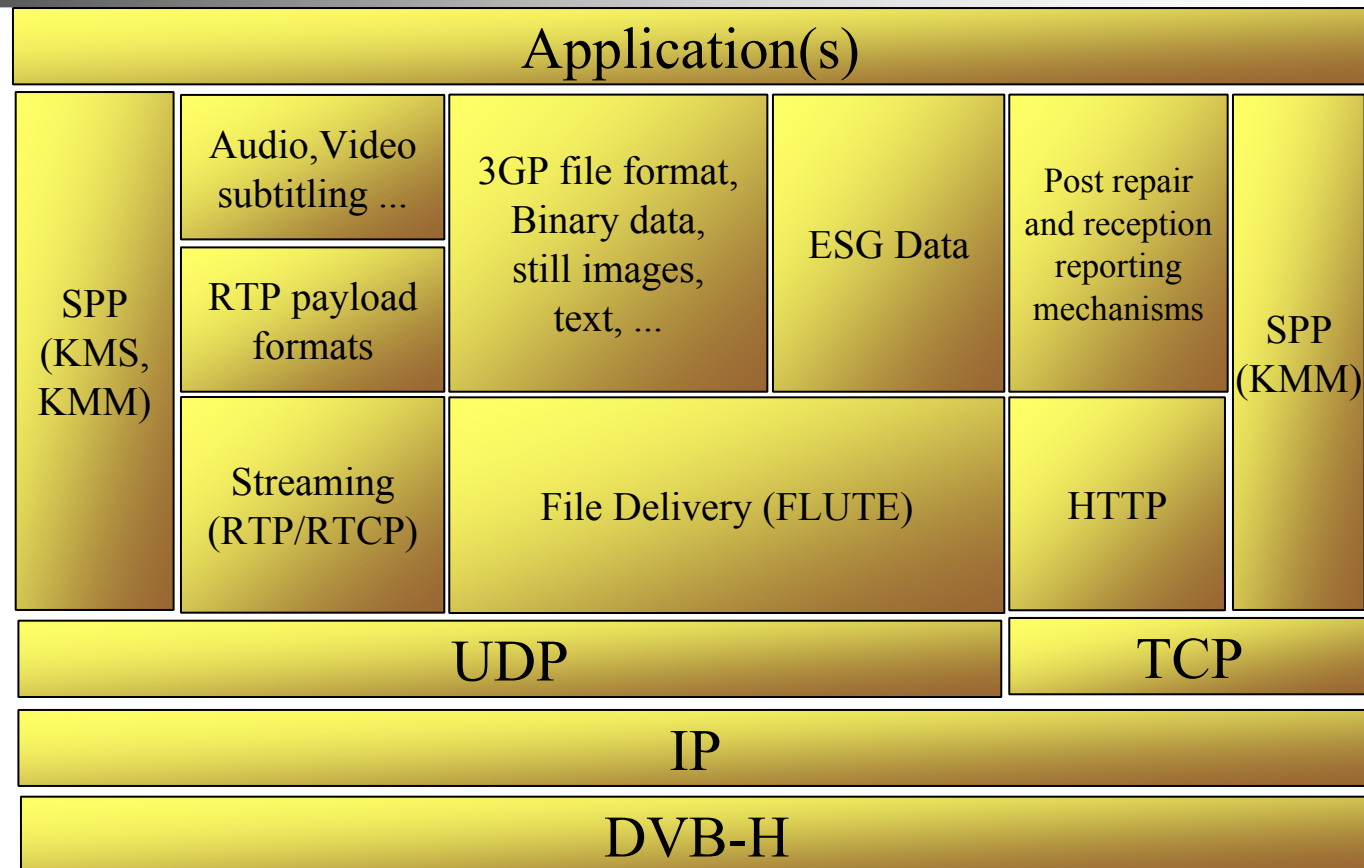 Application(s)
SPP
(KMS,
KMM)
Audio,Video
subtitling ...
RTP payload
formats
Streaming
(RTP/RTCP)
3GP file format,
Binary data,
still images,
text, ...
ESG Data
File Delivery (FLUTE)
Post repair
and reception
reporting
mechanisms
HTTP
SPP
(KMM)
UDP
TCP
IP
DVB-H